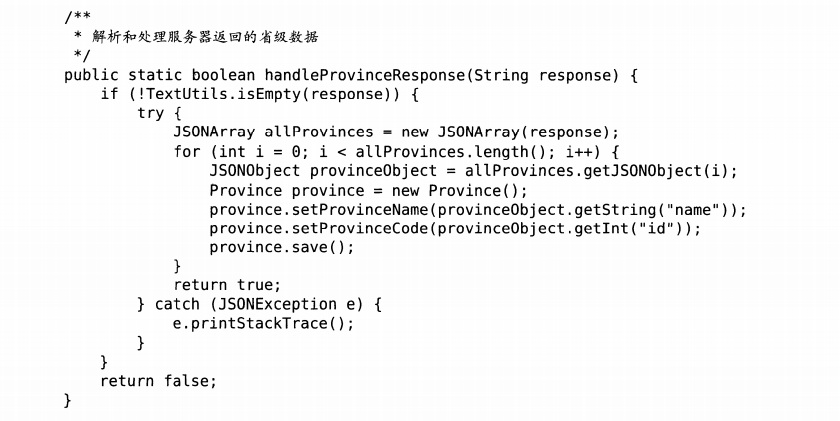 /**
 * 解析和处理服务器返回的省级数据
 */
public static boolean handleProvinceResponse(String response) {
    if (!TextUtils.isEmpty(response)) {
        try {
            JSONArray allProvinces = new JSONArray(response);
            for (int i = 0; i < allProvinces.length(); i++) {
                JSONObject provinceObject = allProvinces.getJSONObject(i);
                Province province = new Province();
                province.setProvinceName(provinceObject.getString("name"));
                province.setProvinceCode(provinceObject.getInt("id"));
                province.save();
            }
            return true;
        } catch (JSONException e) {
            e.printStackTrace();
        }
    }
    return false;
}